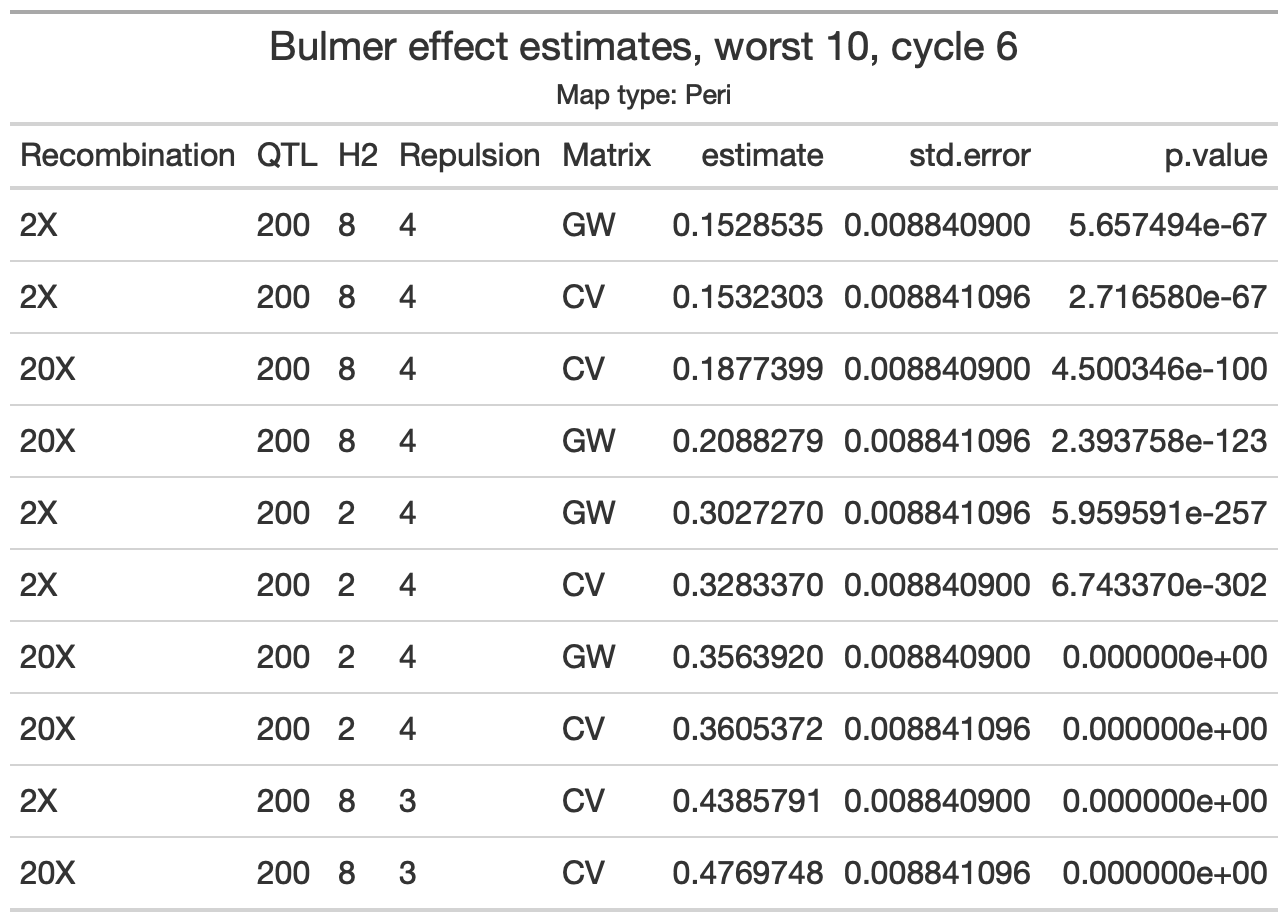 Bulmer effect estimates, worst 10, cycle 6
Map type: Peri
Recombination QTL H2 Repulsion Matrix estimate std.error p.value
2X 200 8 4 GW 0.1528535 0.008840900 5.657494e-67
2X 200 8 4 CV 0.1532303 0.008841096 2.716580e-67
20X 200 8 4 CV 0.1877399 0.008840900 4.500346e-100
20X 200 8 4 GW 0.2088279 0.008841096 2.393758e-123
2X 200 2 4 GW 0.3027270 0.008841096 5.959591e-257
2X 200 2 4 CV 0.3283370 0.008840900 6.743370e-302
20X 200 2 4 GW 0.3563920 0.008840900 0.000000e+00
20X 200 2 4 CV 0.3605372 0.008841096 0.000000e+00
2X 200 8 3 CV 0.4385791 0.008840900 0.000000e+00
20X 200 8 3 CV 0.4769748 0.008841096 0.000000e+00